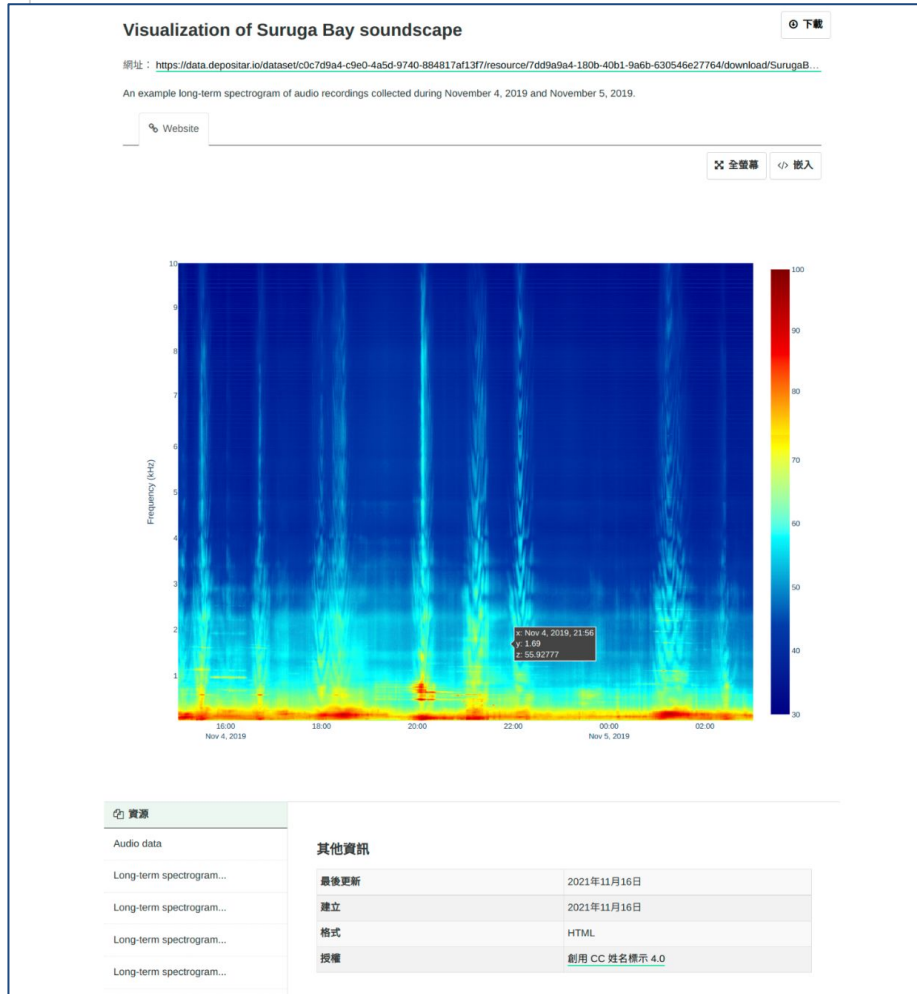 Visualization of Suruga Bay soundscape
下載
網址： https://data.depositar.io/dataset/c0c7d9a4-c9e0-4a5d-9740-884817af13f7/resource/7dd9a9a4-180b-40b1-9a6b-630546e27764/download/SurugaB...
An example long-term spectrogram of audio recordings collected during November 4, 2019 and November 5, 2019.
Website
全螢幕
</> 嵌入
10
9
8
7
6
5
4
3
2
1
Frequency (kHz)
100
90
80
70
60
50
40
30
x: Nov 4, 2019, 21:56
y: 1.69
z: 55.92777
16:00 18:00 20:00 22:00 00:00 02:00
Nov 4, 2019 Nov 5, 2019
資源
Audio data
Long-term spectrogram...
Long-term spectrogram...
Long-term spectrogram...
Long-term spectrogram...
其他資訊
最後更新 2021年11月16日
建立 2021年11月16日
格式 HTML
授權 創用 CC 姓名標示 4.0